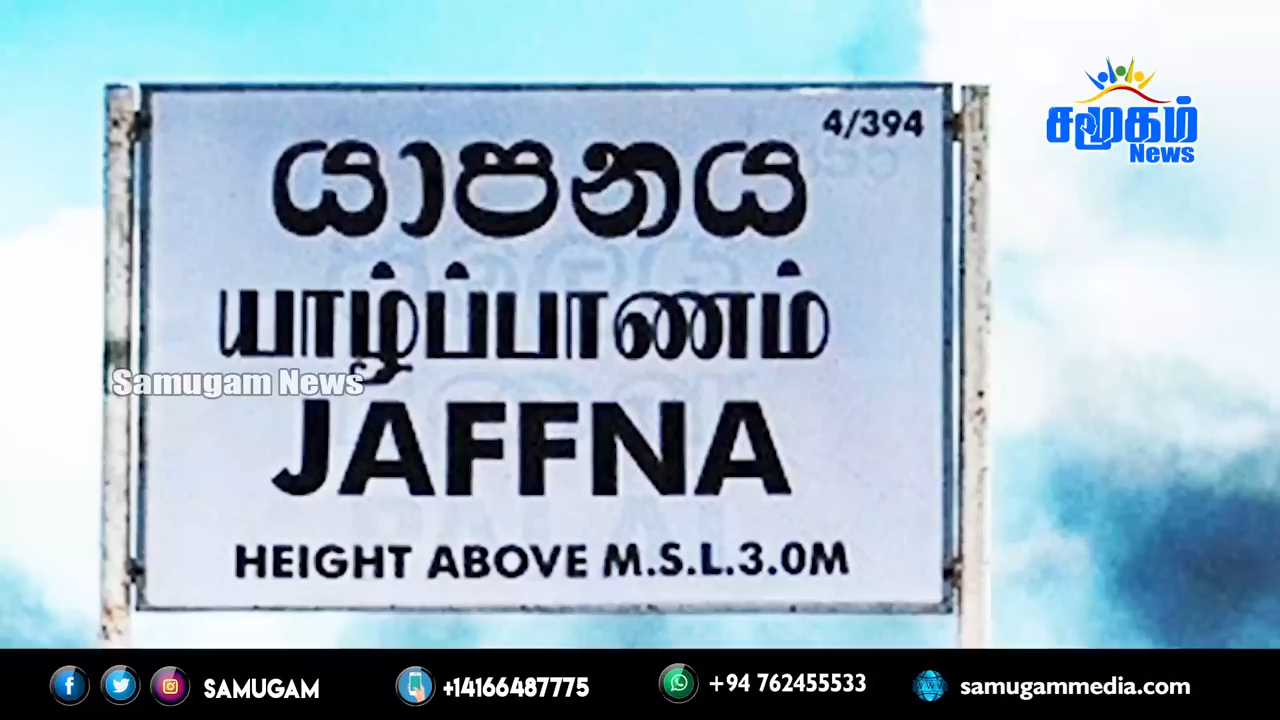 4/394
යාපනය
யாழ்ப்பாணம்
JAFFNA
HEIGHT ABOVE M.S.L.3.0M
சமூகம்
News
Samugam News
SAMUGAM
+14166487775
+94 762455533
samugammedia.com